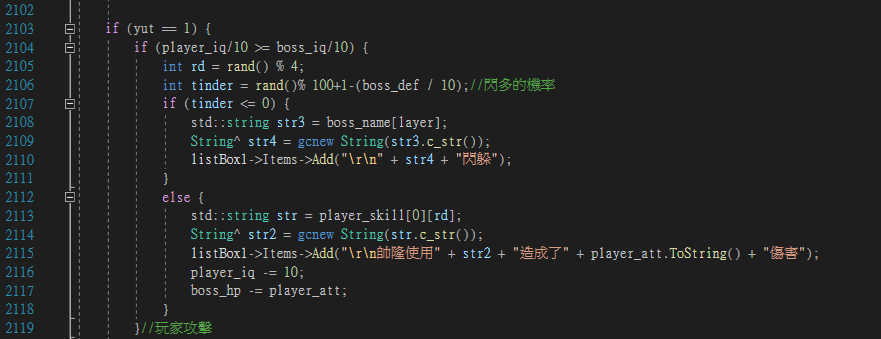 2102
2103 if (yut == 1) {
2104 if (player_iq/10 >= boss_iq/10) {
2105 int rd = rand() % 4;
2106 int tinder = rand()% 100+1-(boss_def / 10);//閃多的機率
2107 if (tinder <= 0) {
2108 std::string str3 = boss_name[layer];
2109 String^ str4 = gcnew String(str3.c_str());
2110 listBox1->Items->Add("\r\n" + str4 + "閃躲");
2111 }
2112 else {
2113 std::string str = player_skill[0][rd];
2114 String^ str2 = gcnew String(str.c_str());
2115 listBox1->Items->Add("\r\n帥隆使用" + str2 + "造成了" + player_att.ToString() + "傷害");
2116 player_iq -= 10;
2117 boss_hp -= player_att;
2118 }
2119 }//玩家攻擊